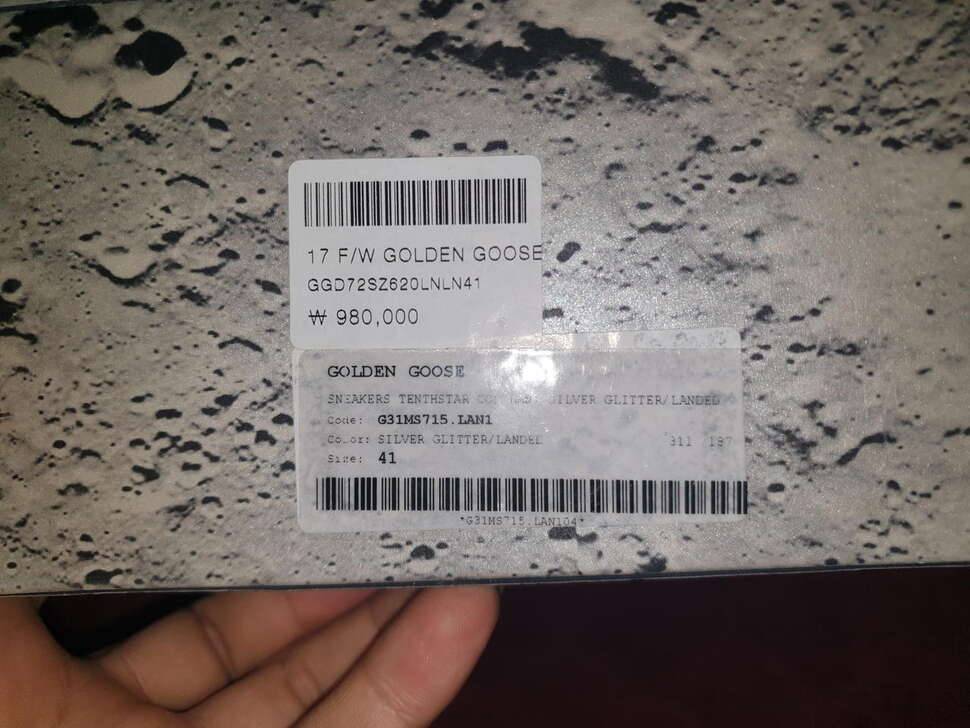 17 F/W GOLDEN GOOSE
GGD72SZ620LNLN41
₩ 980,000
GOLDEN GOOSE
SNEAKERS TENTHSTAR SILVER GLITTER/LANDED
Code: G31MS715.LAN1
Color: SILVER GLITTER/LANDED
Size: 41
*G31MS715.LAN104*